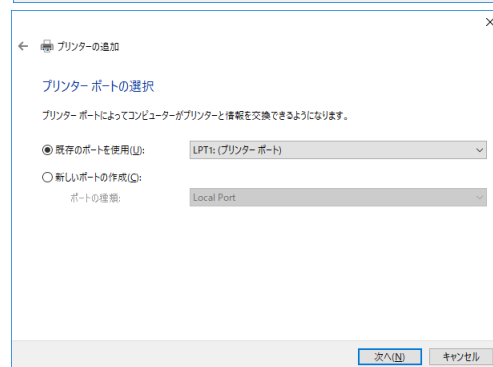 プリンターの追加
プリンター ポートの選択
プリンター ポートによってコンピューターがプリンターと情報を交換できるようになります。
既存のポートを使用(U): LPT1: (プリンター ポート)
新しいポートの作成(C):
ポートの種類: Local Port
次へ(N) キャンセル